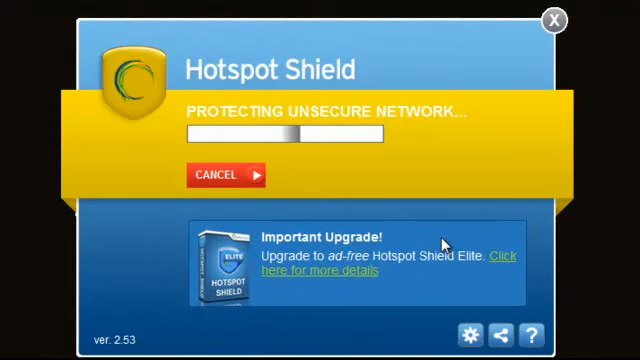 X
Hotspot Shield
PROTECTING UNSECURE NETWORK...
CANCEL
Important Upgrade!
Upgrade to ad-free Hotspot Shield Elite. Click
here for more details
ELITE
HOTSPOT
SHIELD
ver. 2.53
?